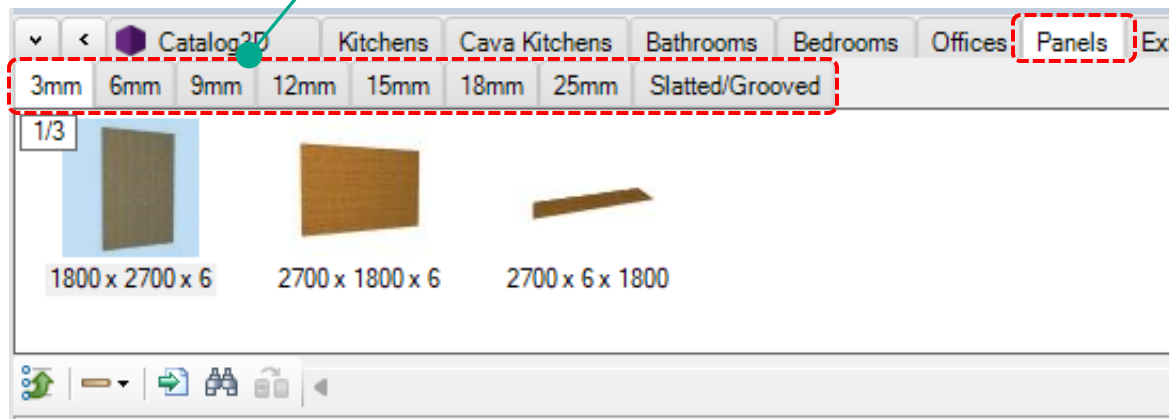 Catalog3D Kitchens Cava Kitchens Bathrooms Bedrooms Offices Panels
3mm 6mm 9mm 12mm 15mm 18mm 25mm Slatted/Grooved
1/3
1800 x 2700 x 6 2700 x 1800 x 6 2700 x 6 x 1800